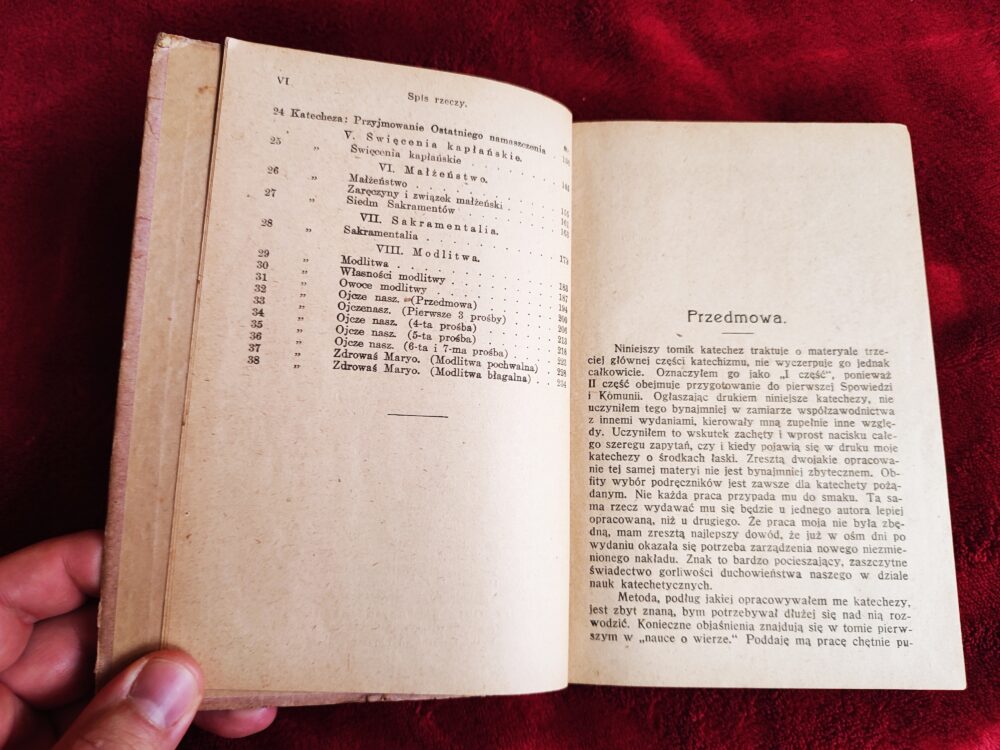 VI
Spis rzeczy.
S.
24 Katecheza: Przyjmowanie Ostatniego namaszczenia .
V. Święcenia kapłańskie.
25 „ Święcenia kapłańskie . . . . . . .
VI. Małżeństwo.
26 „ Małżeństwo . . . . . . . . .
27 „ Zaręczyny i związek małżeński . . . .
Siedm Sakramentów . . . . . . .
VII. Sakramentalia.
28 „ Sakramentalia . . . . . . . .
VIII. Modlitwa.
29 „ Modlitwa . . . . . . . . . 183
30 „ Własności modlitwy . . . . . . 187
31 „ Owoce modlitwy . . . . . . . 194
32 „ Ojcze nasz. (Przedmowa) . . . . . 200
33 „ Ojczenasz. (Pierwsze 3 prośby) . . . 206
34 „ Ojcze nasz. (4-ta prośba) . . . . . 213
35 „ Ojcze nasz. (5-ta prośba) . . . . . 218
36 „ Ojcze nasz. (6-ta i 7-ma prośba) . . . 222
37 „ Zdrowaś Maryo. (Modlitwa pochwalna) . 228
38 „ Zdrowaś Maryo. (Modlitwa błagalna) . . 234
Przedmowa.
Niniejszy tomik katechez traktuje o materyale trze-
ciej głównej części katechizmu, nie wyczerpuje go jednak
całkowicie. Oznaczyłem go jako „I część”, ponieważ
II część obejmuje przygotowanie do pierwszej Spowiedzi
i Komunii. Ogłaszając drukiem niniejsze katechezy, nie
uczyniłem tego bynajmniej w zamiarze współzawodnictwa
z innemi wydaniami, kierowały mną zupełnie inne wzglę-
dy. Uczyniłem to wskutek zachęty i wprost nacisku całe-
go szeregu zapytań, czy i kiedy pojawią się w druku moje
katechezy o środkach łaski. Zresztą dwojakie opracowa-
nie tej samej materyi nie jest bynajmniej zbytecznem. Ob-
fity wybór podręczników jest zawsze dla katechety pożą-
danym. Nie każda praca przypada mu do smaku. Ta sa-
ma rzecz wydawać mu się będzie u jednego autora lepiej
opracowaną, niż u drugiego. Że praca moja nie była zbę-
dną, mam zresztą najlepszy dowód, że już w ośm dni po
wydaniu okazała się potrzeba zarządzenia nowego niezmie-
nionego nakładu. Znak to bardzo pocieszający, zaszczytne
świadectwo gorliwości duchowieństwa naszego w dziale
nauk katechetycznych.
Metoda, podług jakiej opracowywałem me katechezy,
jest zbyt znaną, bym potrzebował dłużej się nad nią roz-
wodzić. Konieczne objaśnienia znajdują się w tomie pierw-
szym w „nauce o wierze.” Poddaję mą pracę chętnie pu-